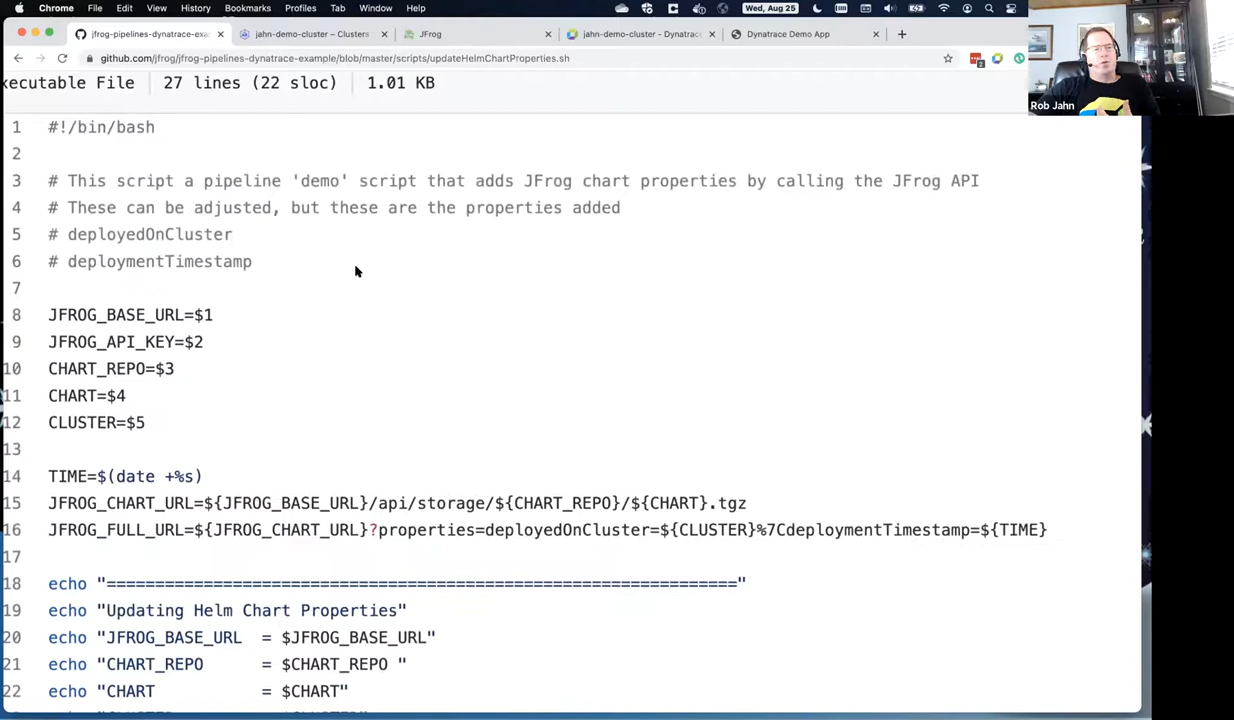 Chrome File Edit View History Bookmarks Profiles Tab Window Help Wed, Aug 25
jfrog-pipelines-dynatrace-exa jahn-demo-cluster – Clusters JFrog jahn-demo-cluster - Dynatrac Dynatrace Demo App
github.com/jfrog/jfrog-pipelines-dynatrace-example/blob/master/scripts/updateHelmChartProperties.sh
Rob Jahn
xecutable File 27 lines (22 sloc) 1.01 KB
1 #!/bin/bash
2
3 # This script a pipeline 'demo' script that adds JFrog chart properties by calling the JFrog API
4 # These can be adjusted, but these are the properties added
5 # deployedOnCluster
6 # deploymentTimestamp
7
8 JFROG_BASE_URL=$1
9 JFROG_API_KEY=$2
10 CHART_REPO=$3
11 CHART=$4
12 CLUSTER=$5
13
14 TIME=$(date +%s)
15 JFROG_CHART_URL=${JFROG_BASE_URL}/api/storage/${CHART_REPO}/${CHART}.tgz
16 JFROG_FULL_URL=${JFROG_CHART_URL}?properties=deployedOnCluster=${CLUSTER}%7CdeploymentTimestamp=${TIME}
17
18 echo "================================================================="
19 echo "Updating Helm Chart Properties"
20 echo "JFROG_BASE_URL = $JFROG_BASE_URL"
21 echo "CHART_REPO = $CHART_REPO "
22 echo "CHART = $CHART"